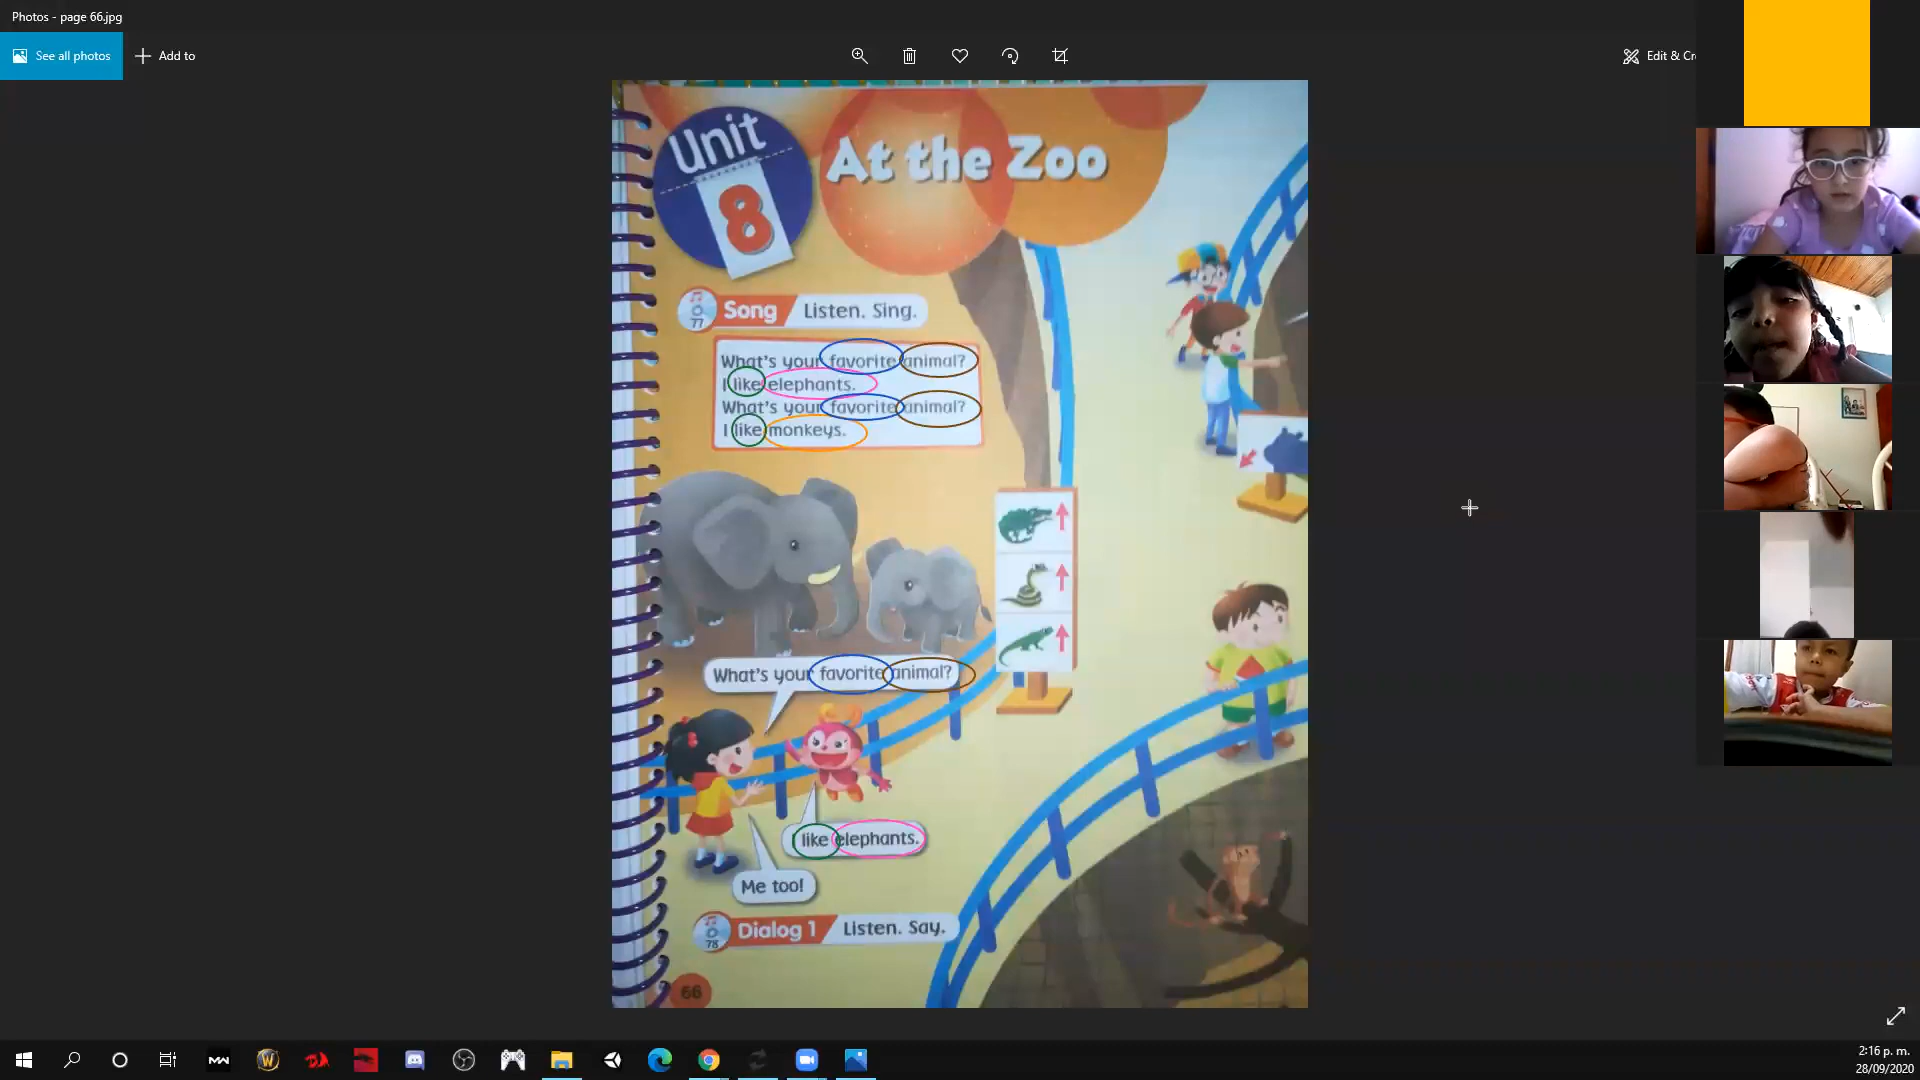 Photos - page 66.jpg
See all photos
Add to
Edit & Cr
Unit
8
At the Zoo
77
Song
Listen. Sing.
What's your favorite animal?
I like elephants.
What's your favorite animal?
I like monkeys.
What's your favorite animal?
I like elephants.
Me too!
78
Dialog 1
Listen. Say.
66
2:16 p. m.
28/09/2020